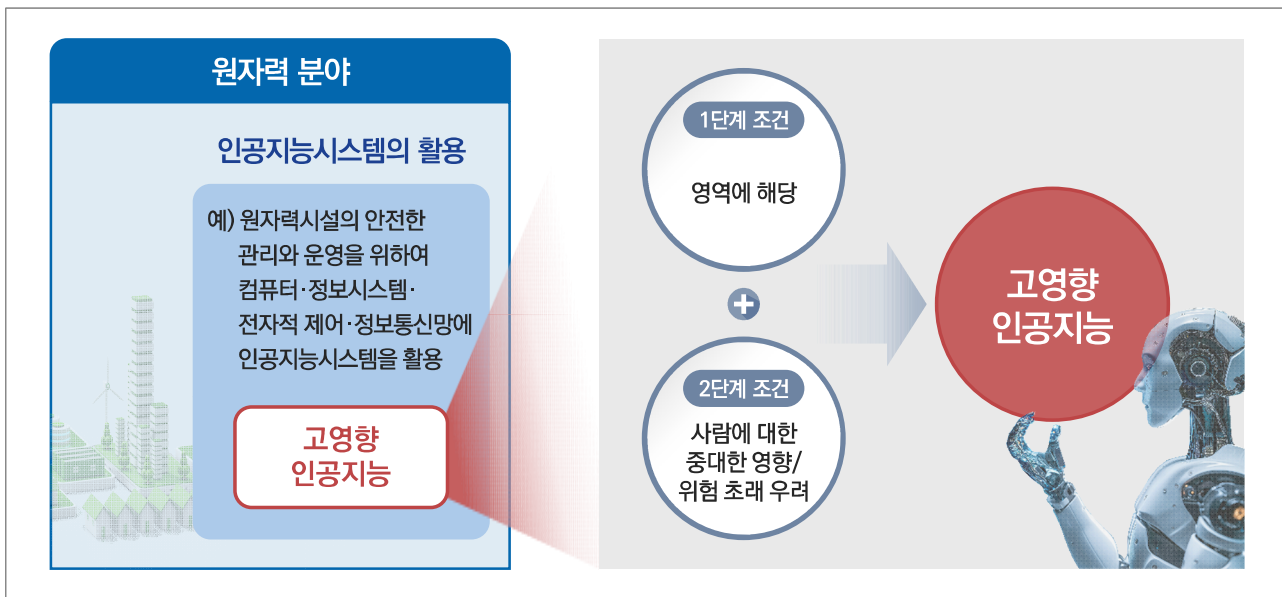 원자력 분야
인공지능시스템의 활용
예) 원자력시설의 안전한
관리와 운영을 위하여
컴퓨터·정보시스템·
전자적 제어·정보통신망에
인공지능시스템을 활용
고영향
인공지능
1단계 조건
영역에 해당
+
2단계 조건
사람에 대한
중대한 영향/
위험 초래 우려
고영향
인공지능